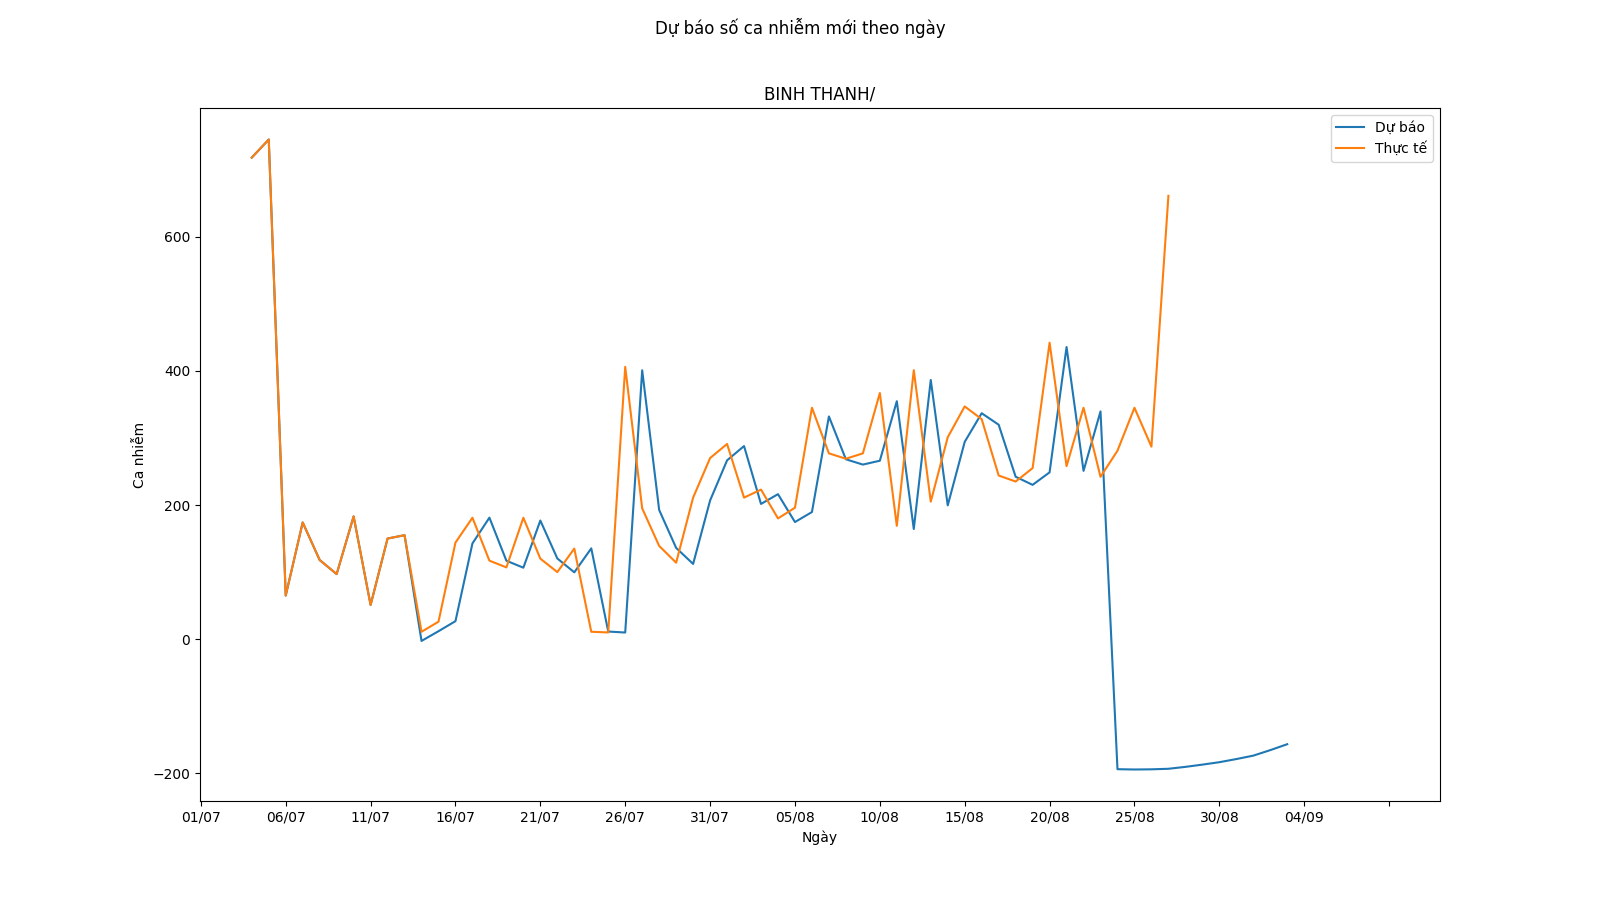 Dự báo số ca nhiễm mới theo ngày
BINH THANH/
Dự báo
Thực tế
Ca nhiễm
600
400
200
0
−200
01/07 06/07 11/07 16/07 21/07 26/07 31/07 05/08 10/08 15/08 20/08 25/08 30/08 04/09
Ngày